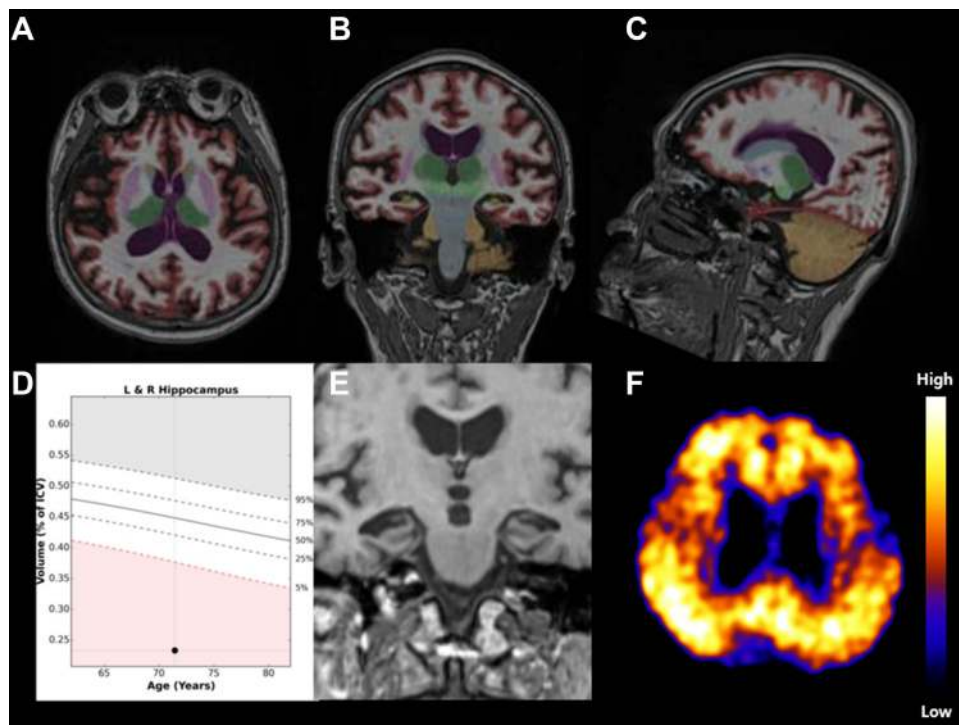 A
B
C
D
E
F
L & R Hippocampus
Volume (% of ICV)
0.60
0.55
0.50
0.45
0.40
0.35
0.30
0.25
95%
75%
50%
25%
5%
65
70
75
80
Age (Years)
High
Low